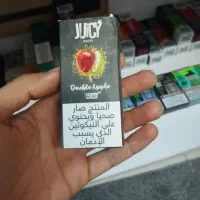 JUICY
Double Apple
المنتج ضار
صحيا ويحتوي
على النيكوتين
الذي يسبب
الإدمان